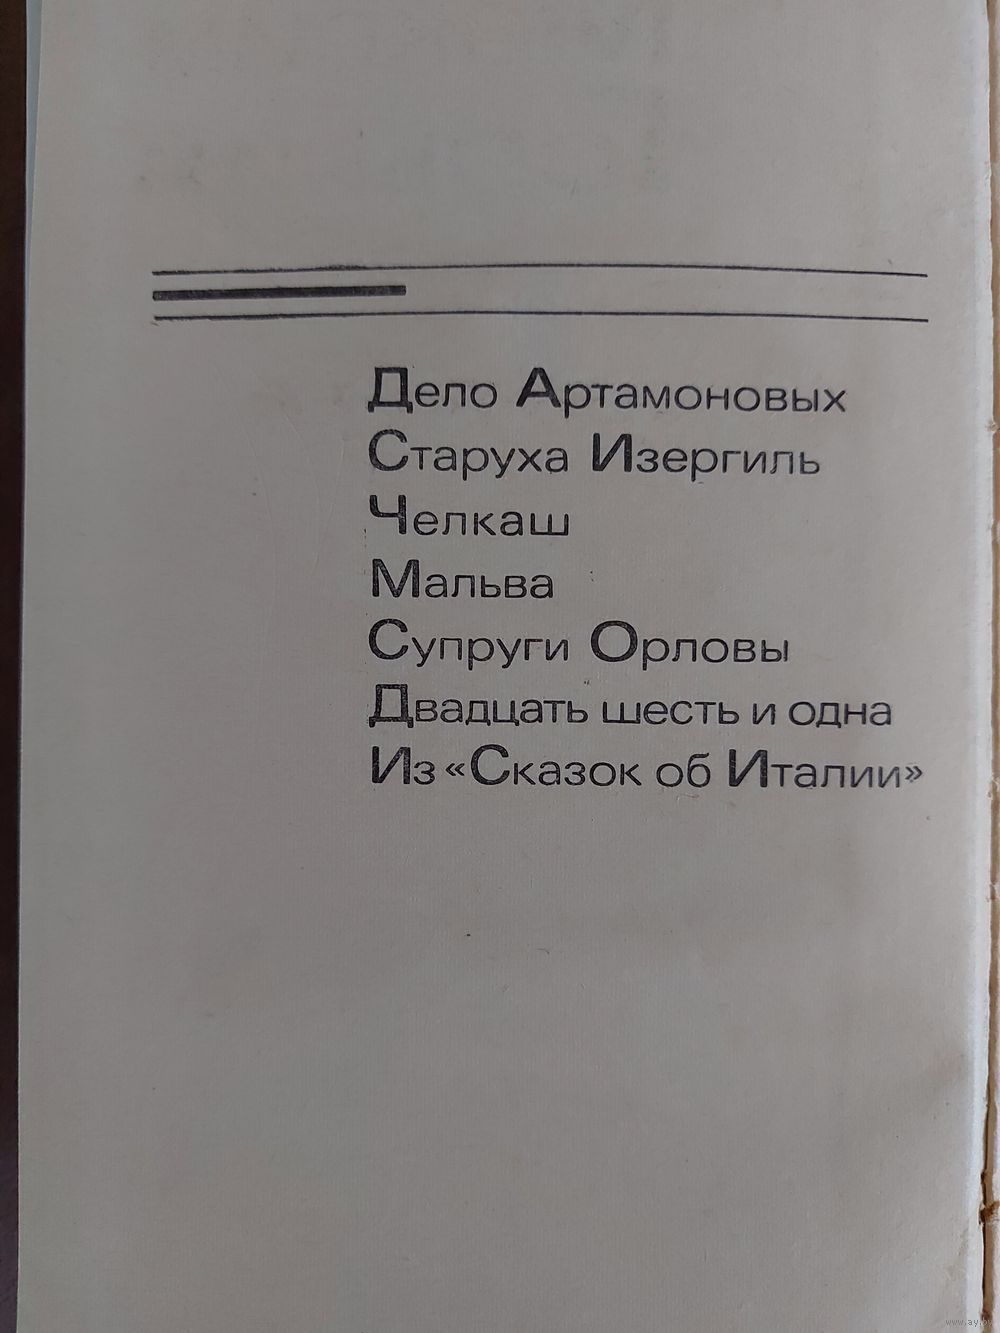 Дело Артамоновых
Старуха Изергиль
Челкаш
Мальва
Супруги Орловы
Двадцать шесть и одна
Из «Сказок об Италии»